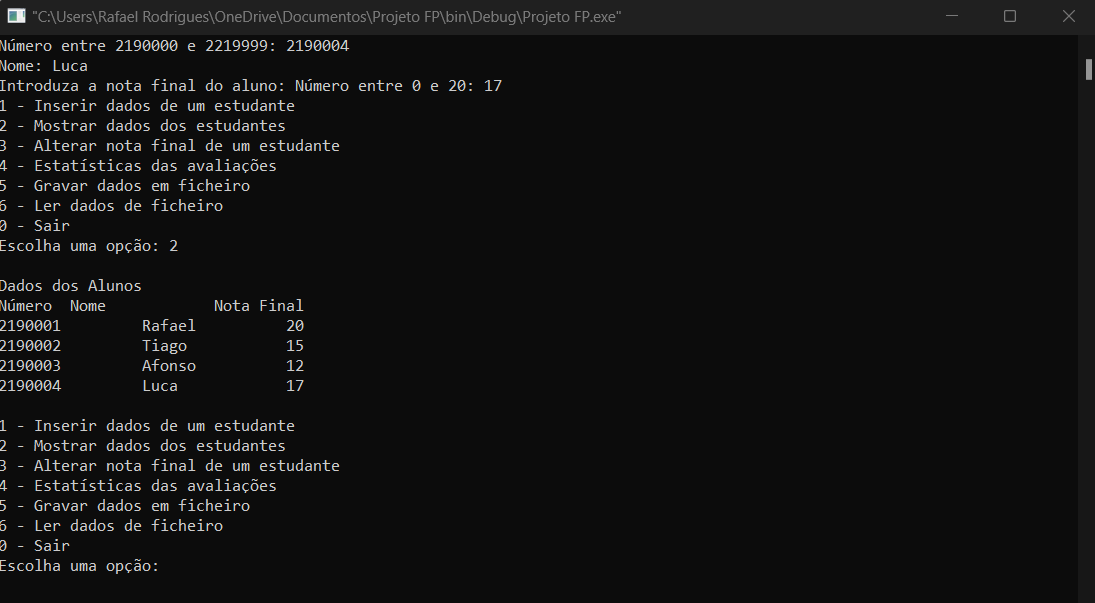 "C:\Users\Rafael Rodrigues\OneDrive\Documentos\Projeto FP\bin\Debug\Projeto FP.exe"
Número entre 2190000 e 2219999: 2190004
Nome: Luca
Introduza a nota final do aluno: Número entre 0 e 20: 17
1 - Inserir dados de um estudante
2 - Mostrar dados dos estudantes
3 - Alterar nota final de um estudante
4 - Estatísticas das avaliações
5 - Gravar dados em ficheiro
6 - Ler dados de ficheiro
0 - Sair
Escolha uma opção: 2
Dados dos Alunos
Número  Nome            Nota Final
2190001         Rafael          20
2190002         Tiago           15
2190003         Afonso          12
2190004         Luca            17
1 - Inserir dados de um estudante
2 - Mostrar dados dos estudantes
3 - Alterar nota final de um estudante
4 - Estatísticas das avaliações
5 - Gravar dados em ficheiro
6 - Ler dados de ficheiro
0 - Sair
Escolha uma opção: